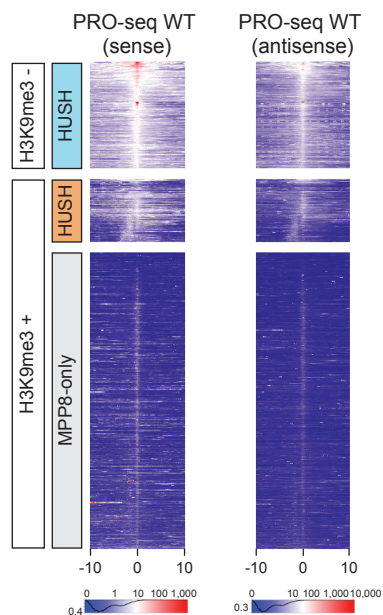 PRO-seq WT PRO-seq WT
(sense) (antisense)
H3K9me3 -
HUSH
H3K9me3 +
HUSH
MPP8-only
-10 0 10 -10 0 10
0 1 10 100 1,000 0 10 100 1,000 10,000
0.4 0.3